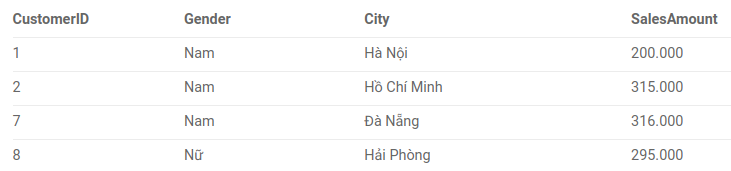 CustomerID Gender City SalesAmount
1 Nam Hà Nội 200.000
2 Nam Hồ Chí Minh 315.000
7 Nam Đà Nẵng 316.000
8 Nữ Hải Phòng 295.000